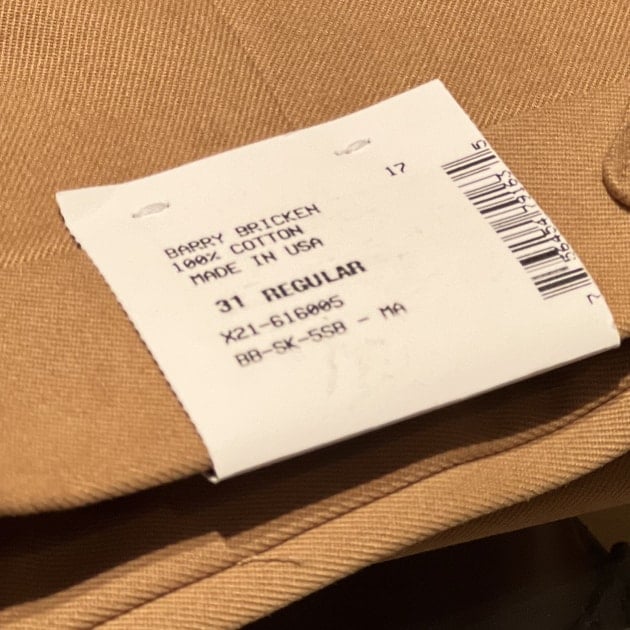 17
BARRY BRICKEN
100% COTTON
MADE IN USA
31 REGULAR
X21-616005
BB-SK-5SB - MA